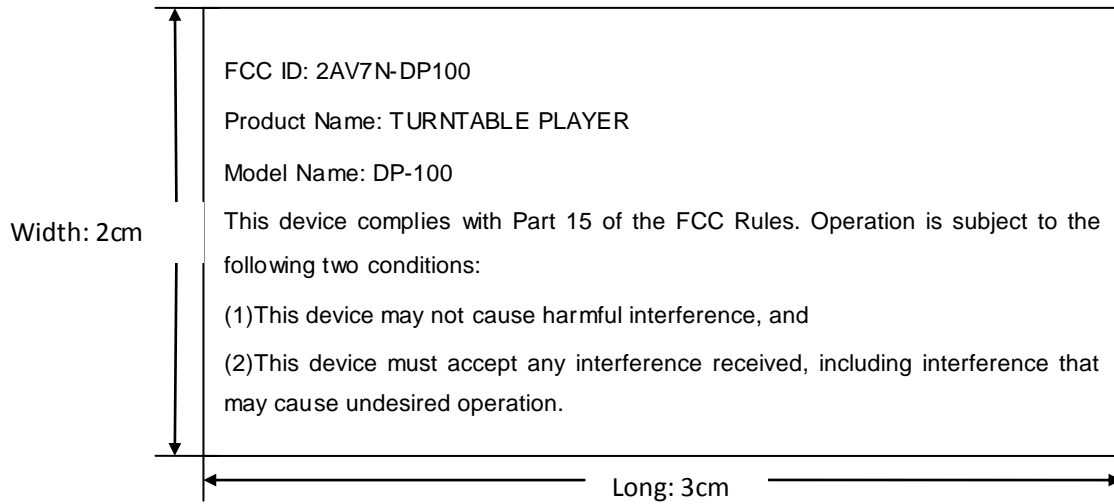 FCC ID: 2AV7N-DP100
Product Name: TURNTABLE PLAYER
Model Name: DP-100
Width: 2cm
This device complies with Part 15 of the FCC Rules. Operation is subject to the
following two conditions:
(1)This device may not cause harmful interference, and
(2)This device must accept any interference received, including interference that
may cause undesired operation.
Long: 3cm